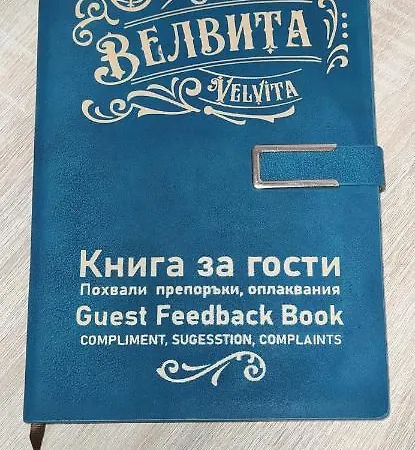 ВЕЛВИТА
VELVITA
Книга за гости
Похвали препоръки, оплаквания
Guest Feedback Book
COMPLIMENT, SUGESSTION, COMPLAINTS